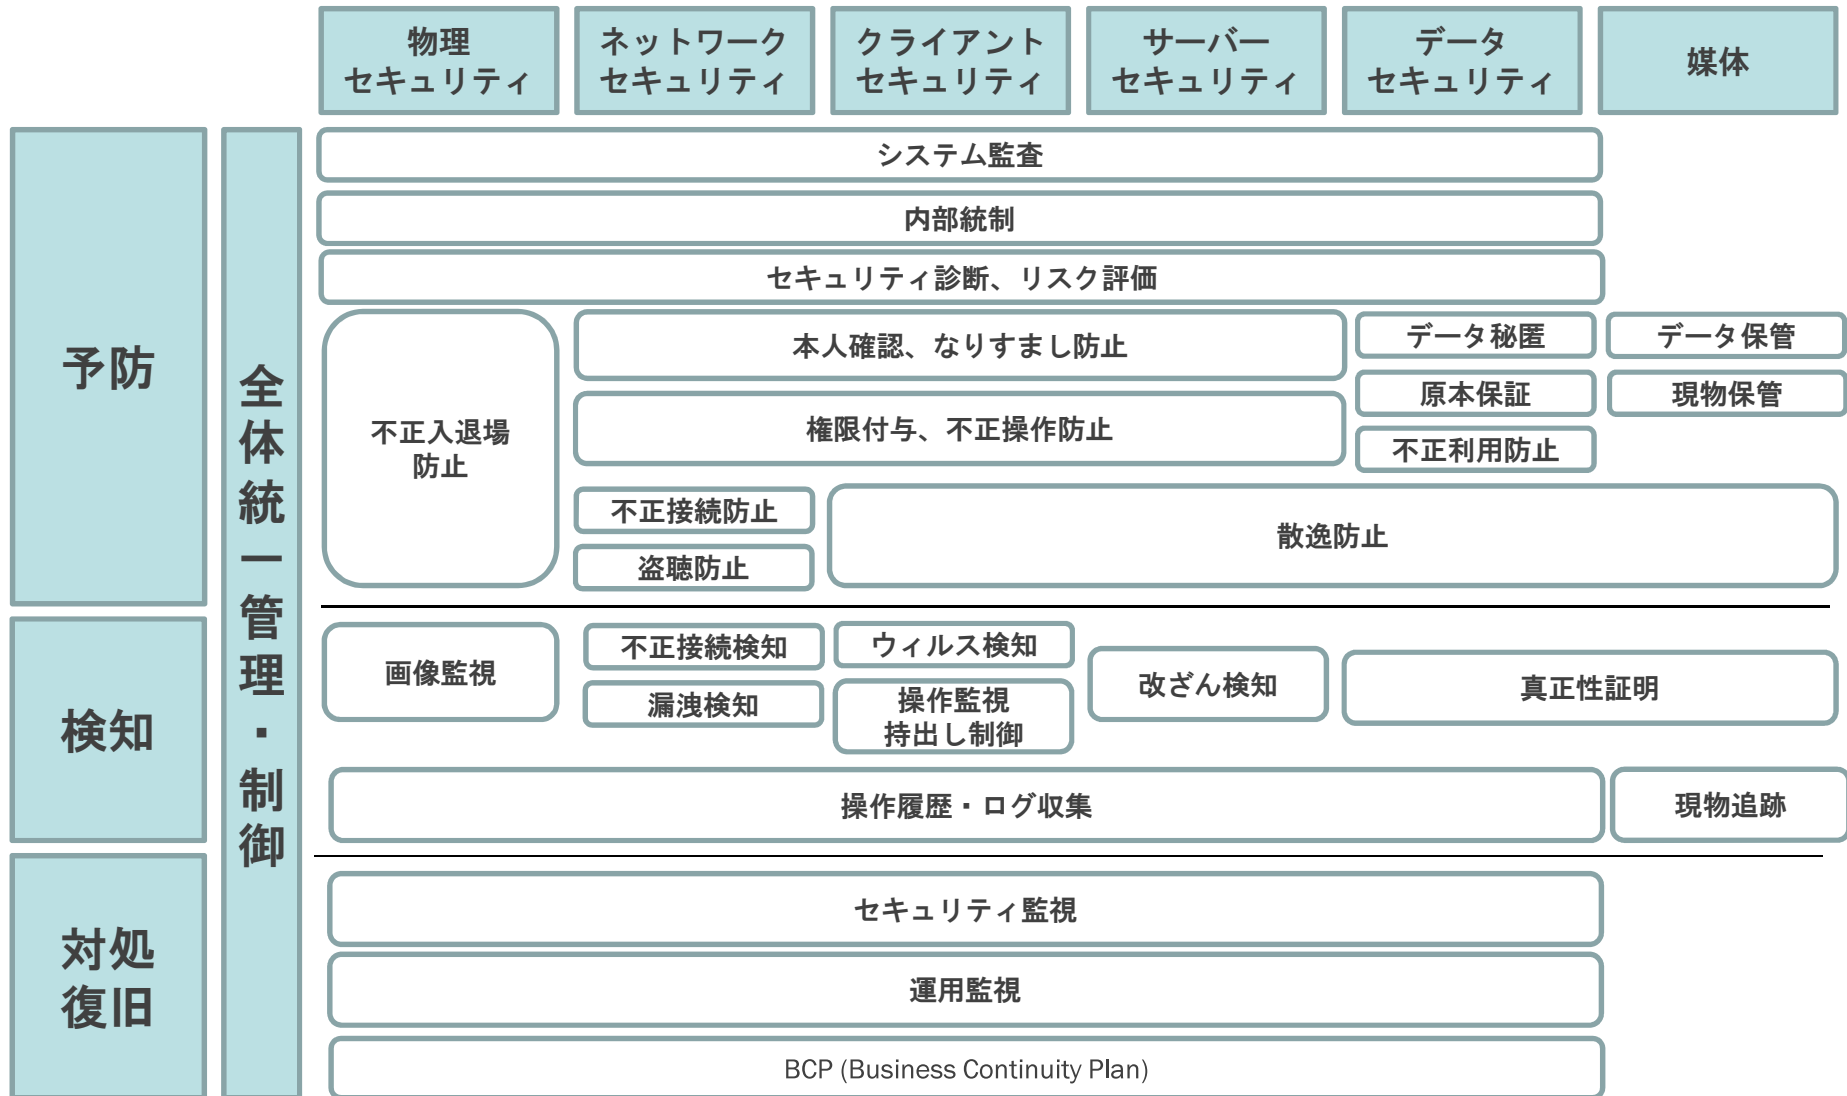 物理
セキュリティ
ネットワーク
セキュリティ
クライアント
セキュリティ
サーバー
セキュリティ
データ
セキュリティ
媒体
予防
全体統一管理・制御
システム監査
内部統制
セキュリティ診断、リスク評価
不正入退場
防止
本人確認、なりすまし防止
データ秘匿
データ保管
原本保証
現物保管
権限付与、不正操作防止
不正利用防止
不正接続防止
盗聴防止
散逸防止
検知
画像監視
不正接続検知
漏洩検知
ウィルス検知
操作監視
持出し制御
改ざん検知
真正性証明
操作履歴・ログ収集
現物追跡
対処
復旧
セキュリティ監視
運用監視
BCP (Business Continuity Plan)